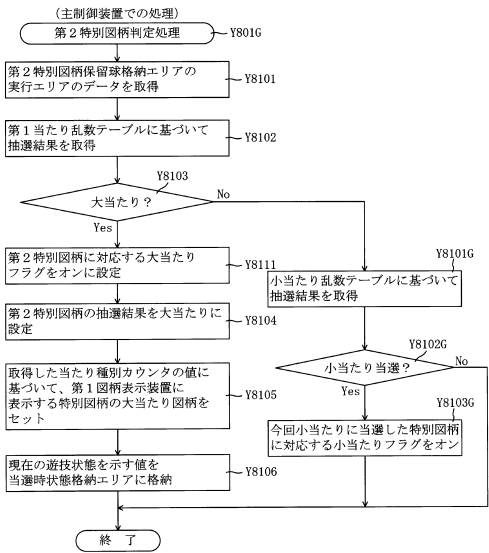 （主制御装置での処理）
第２特別図柄判定処理
Y801G
第２特別図柄保留球格納エリアの
実行エリアのデータを取得
Y8101
第１当たり乱数テーブルに基づいて
抽選結果を取得
Y8102
Y8103
大当たり？
No
Yes
第２特別図柄に対応する大当たり
フラグをオンに設定
Y8111
第２特別図柄の抽選結果を大当たりに
設定
Y8104
取得した当たり種別カウンタの値に
基づいて、第１図柄表示装置に
表示する特別図柄の大当たり図柄を
セット
Y8105
現在の遊技状態を示す値を
当選時状態格納エリアに格納
Y8106
Y8101G
小当たり乱数テーブルに基づいて
抽選結果を取得
Y8102G
小当たり当選？
No
Yes
Y8103G
今回小当たりに当選した特別図柄
に対応する小当たりフラグをオン
終 了